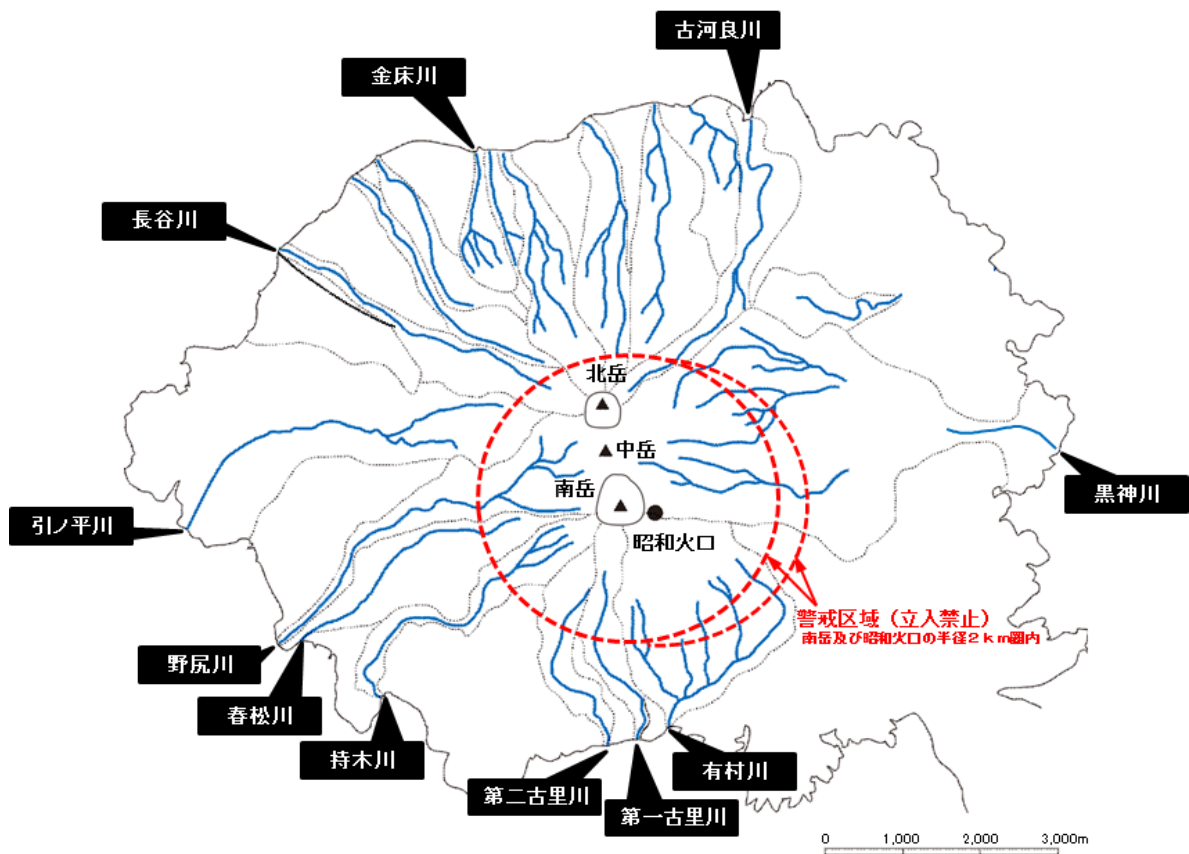 古河良川
金床川
長谷川
北岳
中岳
南岳
昭和火口
黒神川
引ノ平川
警戒区域（立入禁止）
南岳及び昭和火口の半径２ｋｍ圏内
野尻川
春松川
持木川
有村川
第二古里川
第一古里川
0 1,000 2,000 3,000m